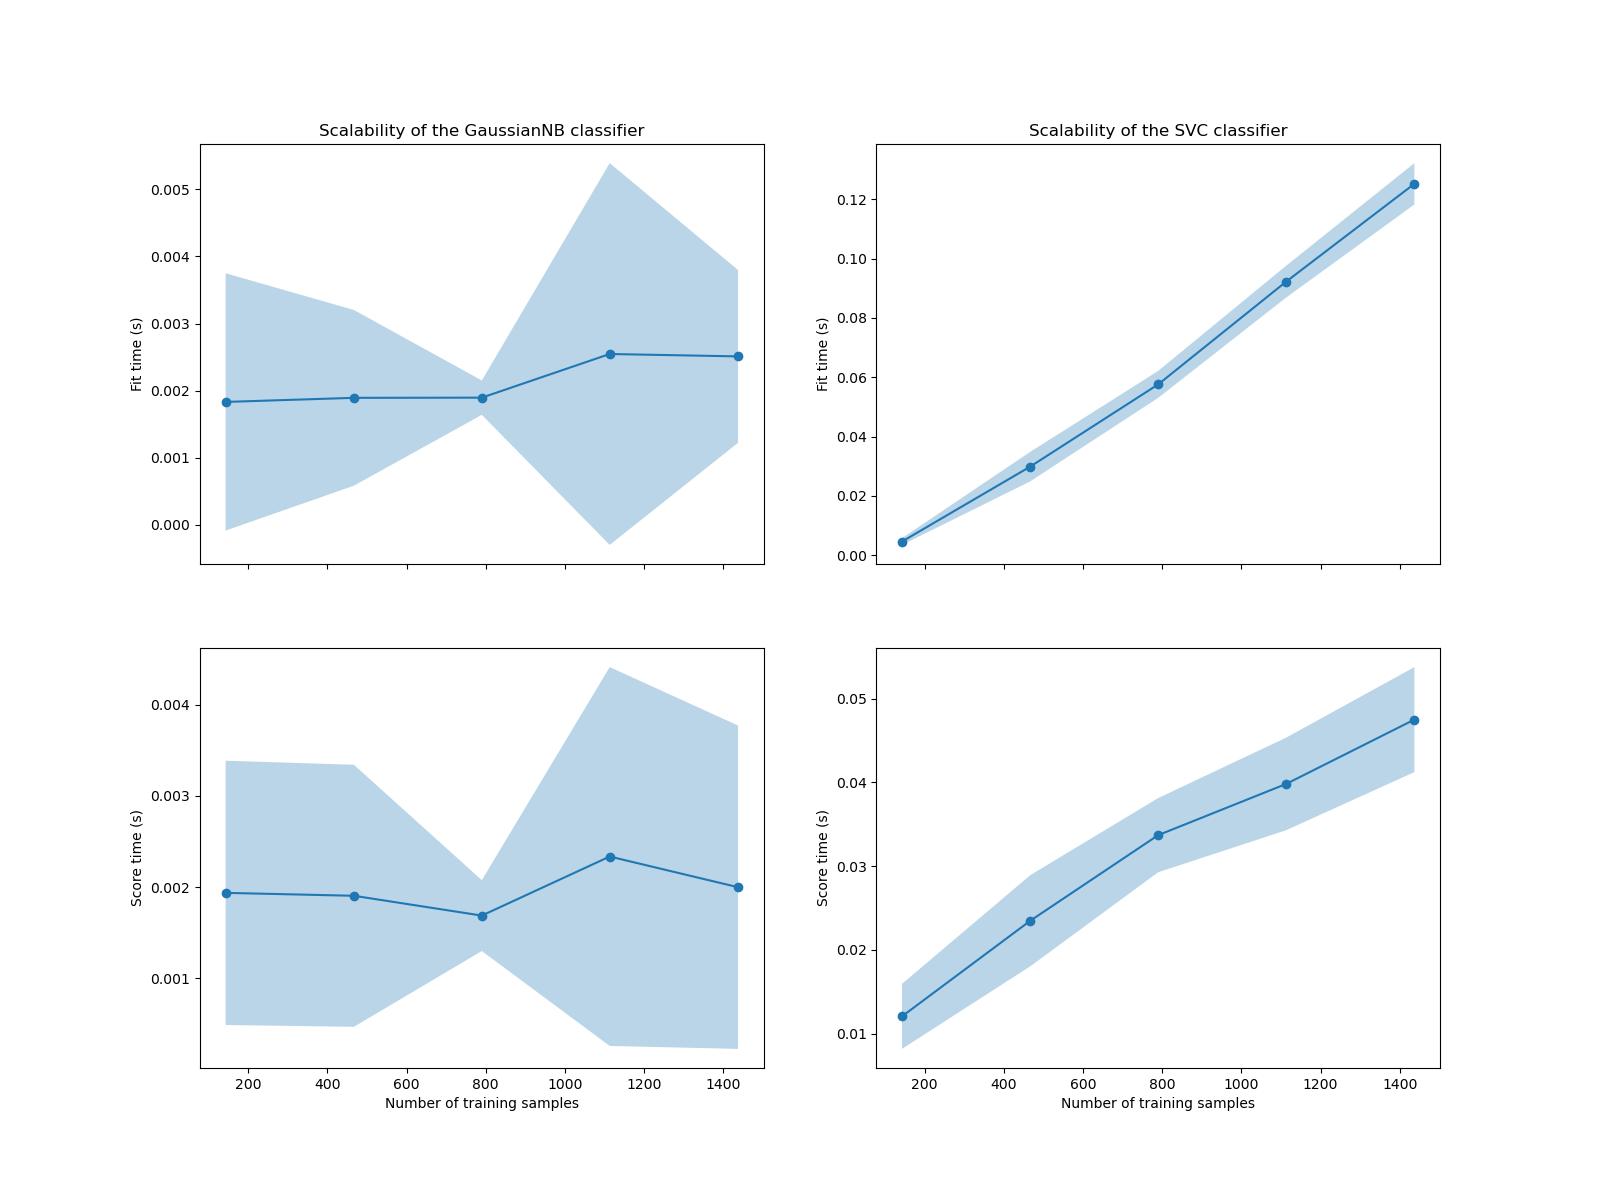 Scalability of the GaussianNB classifier
Scalability of the SVC classifier
0.005
0.004
0.003
0.002
0.001
0.000
Fit time (s)
0.12
0.10
0.08
0.06
0.04
0.02
0.00
Fit time (s)
0.004
0.003
0.002
0.001
Score time (s)
200 400 600 800 1000 1200 1400
Number of training samples
0.05
0.04
0.03
0.02
0.01
Score time (s)
200 400 600 800 1000 1200 1400
Number of training samples